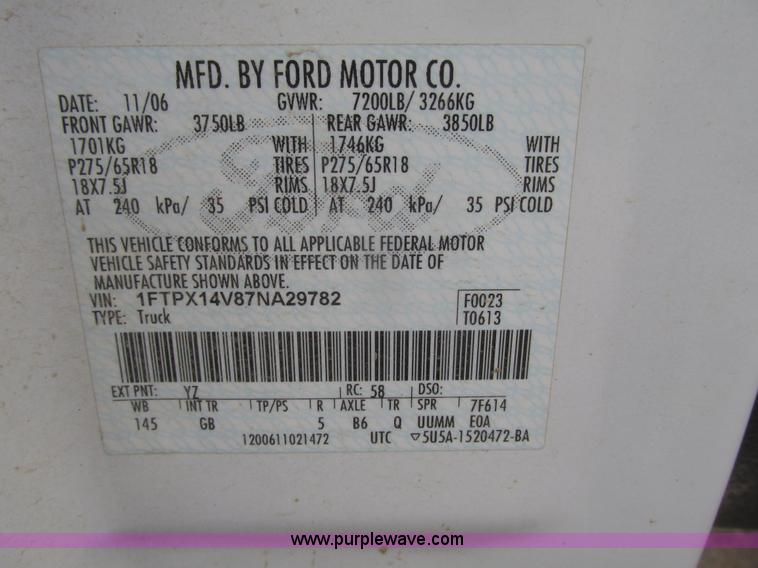 MFD. BY FORD MOTOR CO.
DATE: 11/06 GVWR: 7200LB/ 3266KG
FRONT GAWR: 3750LB REAR GAWR: 3850LB
1701KG WITH 1746KG WITH
P275/65R18 TIRES P275/65R18 TIRES
18X7.5J RIMS 18X7.5J RIMS
AT 240 kPa/ 35 PSI COLD AT 240 kPa/ 35 PSI COLD
THIS VEHICLE CONFORMS TO ALL APPLICABLE FEDERAL MOTOR
VEHICLE SAFETY STANDARDS IN EFFECT ON THE DATE OF
MANUFACTURE SHOWN ABOVE.
VIN: 1FTPX14V87NA29782 F0023
TYPE: Truck T0613
EXT PNT: YZ RC: 58 DSO:
WB INT TR TP/PS R AXLE TR SPR 7F614
145 GB 5 B6 Q UUMM EOA
1200611021472 UTC ▽5U5A-1520472-BA
www.purplewave.com